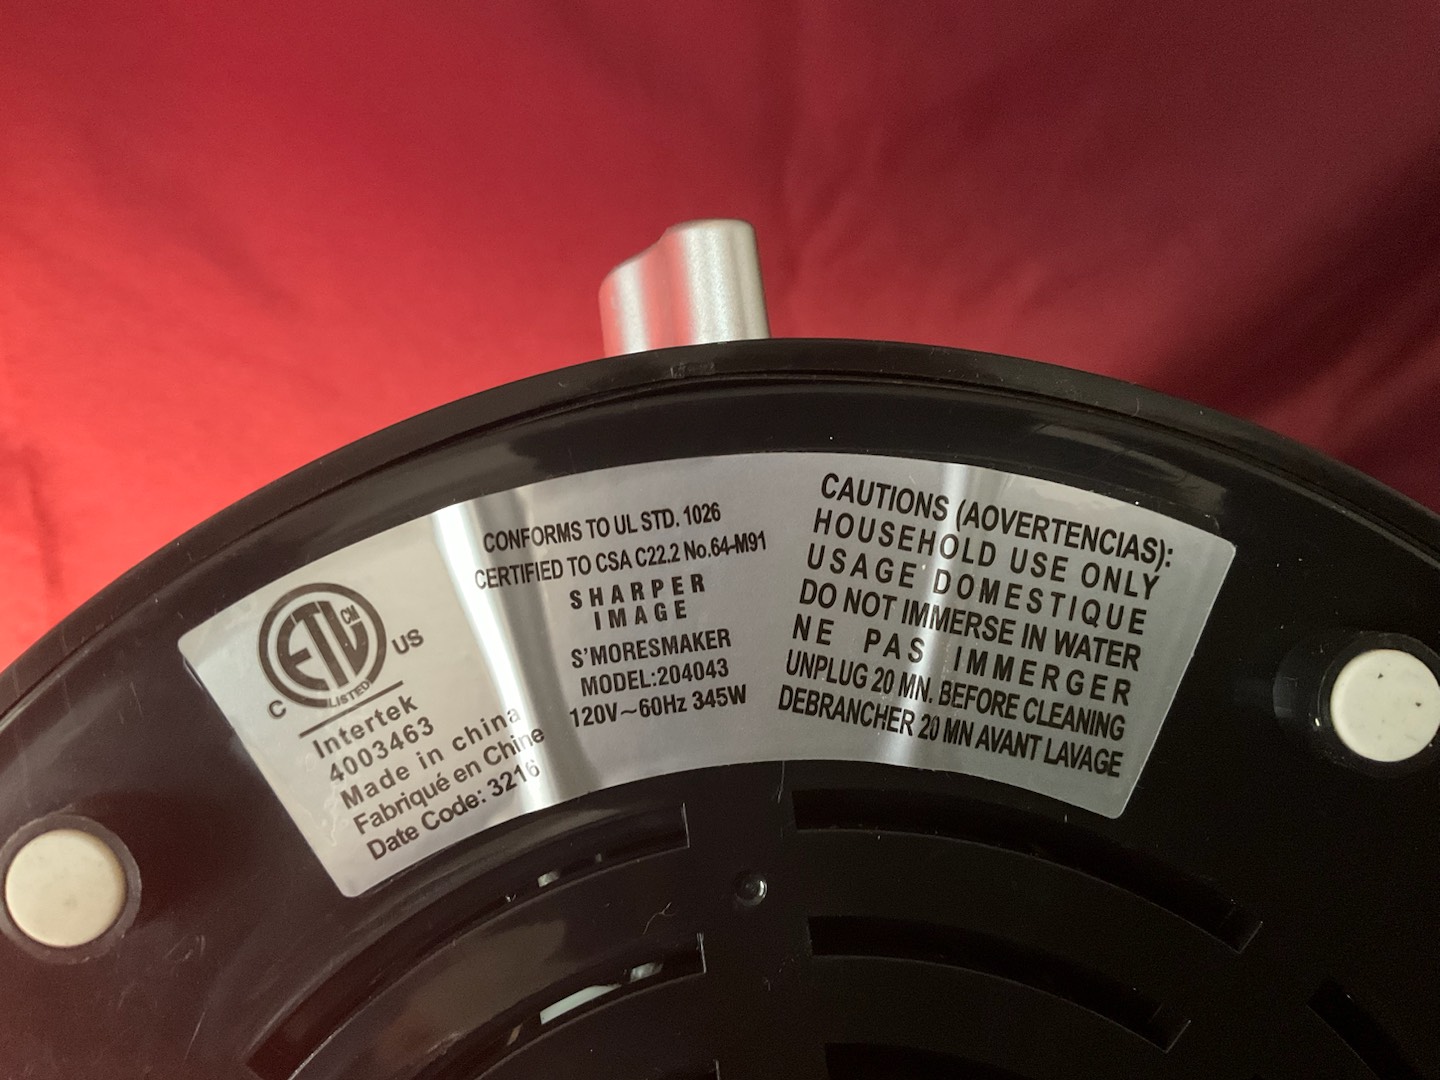 ETL CM
LISTED
C
US
Intertek
4003463
Made in china
Fabriqué en Chine
Date Code: 3216
CONFORMS TO UL STD. 1026
CERTIFIED TO CSA C22.2 No.64-M91
SHARPER
IMAGE
S'MORESMAKER
MODEL:204043
120V~60Hz 345W
CAUTIONS (AOVERTENCIAS):
HOUSEHOLD USE ONLY
USAGE DOMESTIQUE
DO NOT IMMERSE IN WATER
NE PAS IMMERGER
UNPLUG 20 MN. BEFORE CLEANING
DEBRANCHER 20 MN AVANT LAVAGE